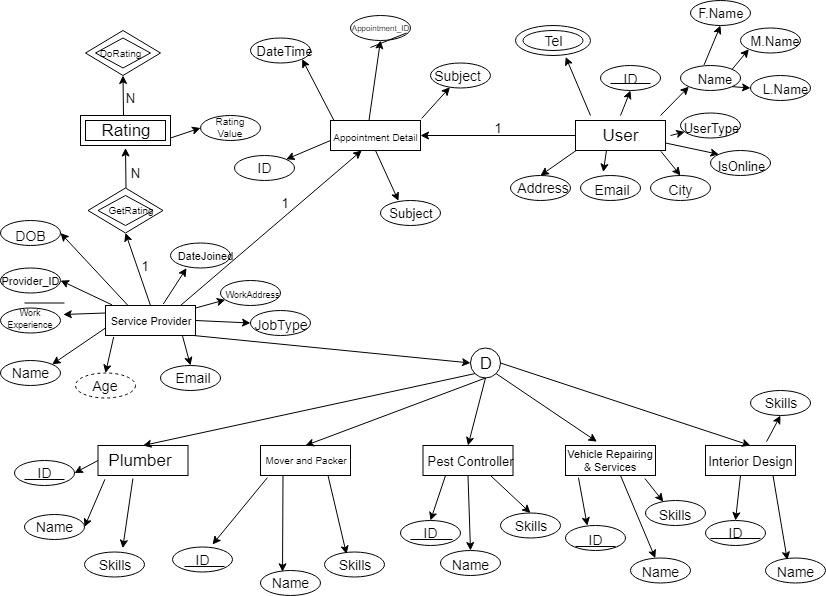 F.Name
Appointment_ID
Tel
M.Name
DoRating
DateTime
Subject
ID
Name
L.Name
N
Rating
Rating
Value
Appointment Detail
1
User
UserType
ID
IsOnline
N
GetRating
1
Subject
Address
Email
City
DOB
DateJoined
1
Provider_ID
WorkAddress
Work
Experience
Service Provider
JobType
Name
Age
Email
D
Skills
Plumber
Mover and Packer
Pest Controller
Vehicle Repairing
& Services
Interior Design
ID
Name
Skills
ID
Name
Skills
ID
Name
Skills
ID
Name
Skills
ID
Name